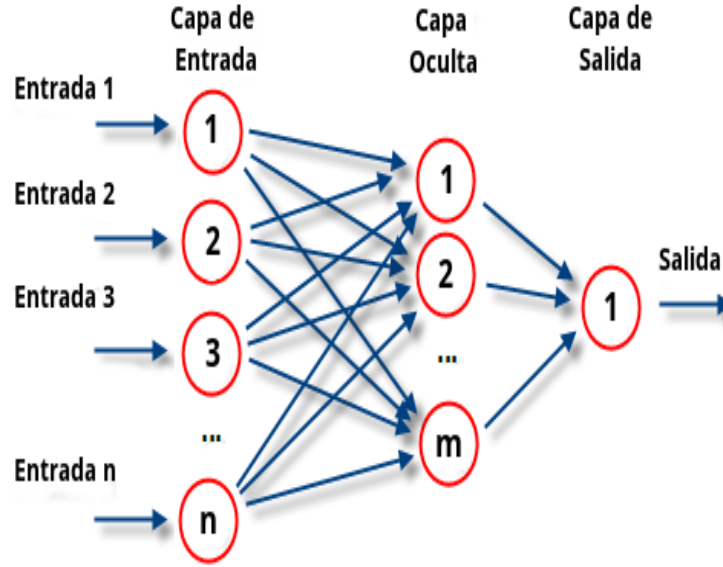 Capa de
Entrada
Capa
Oculta
Capa de
Salida
Entrada 1
1
Entrada 2
2
Entrada 3
3
...
Entrada n
n
1
2
...
m
1
Salida